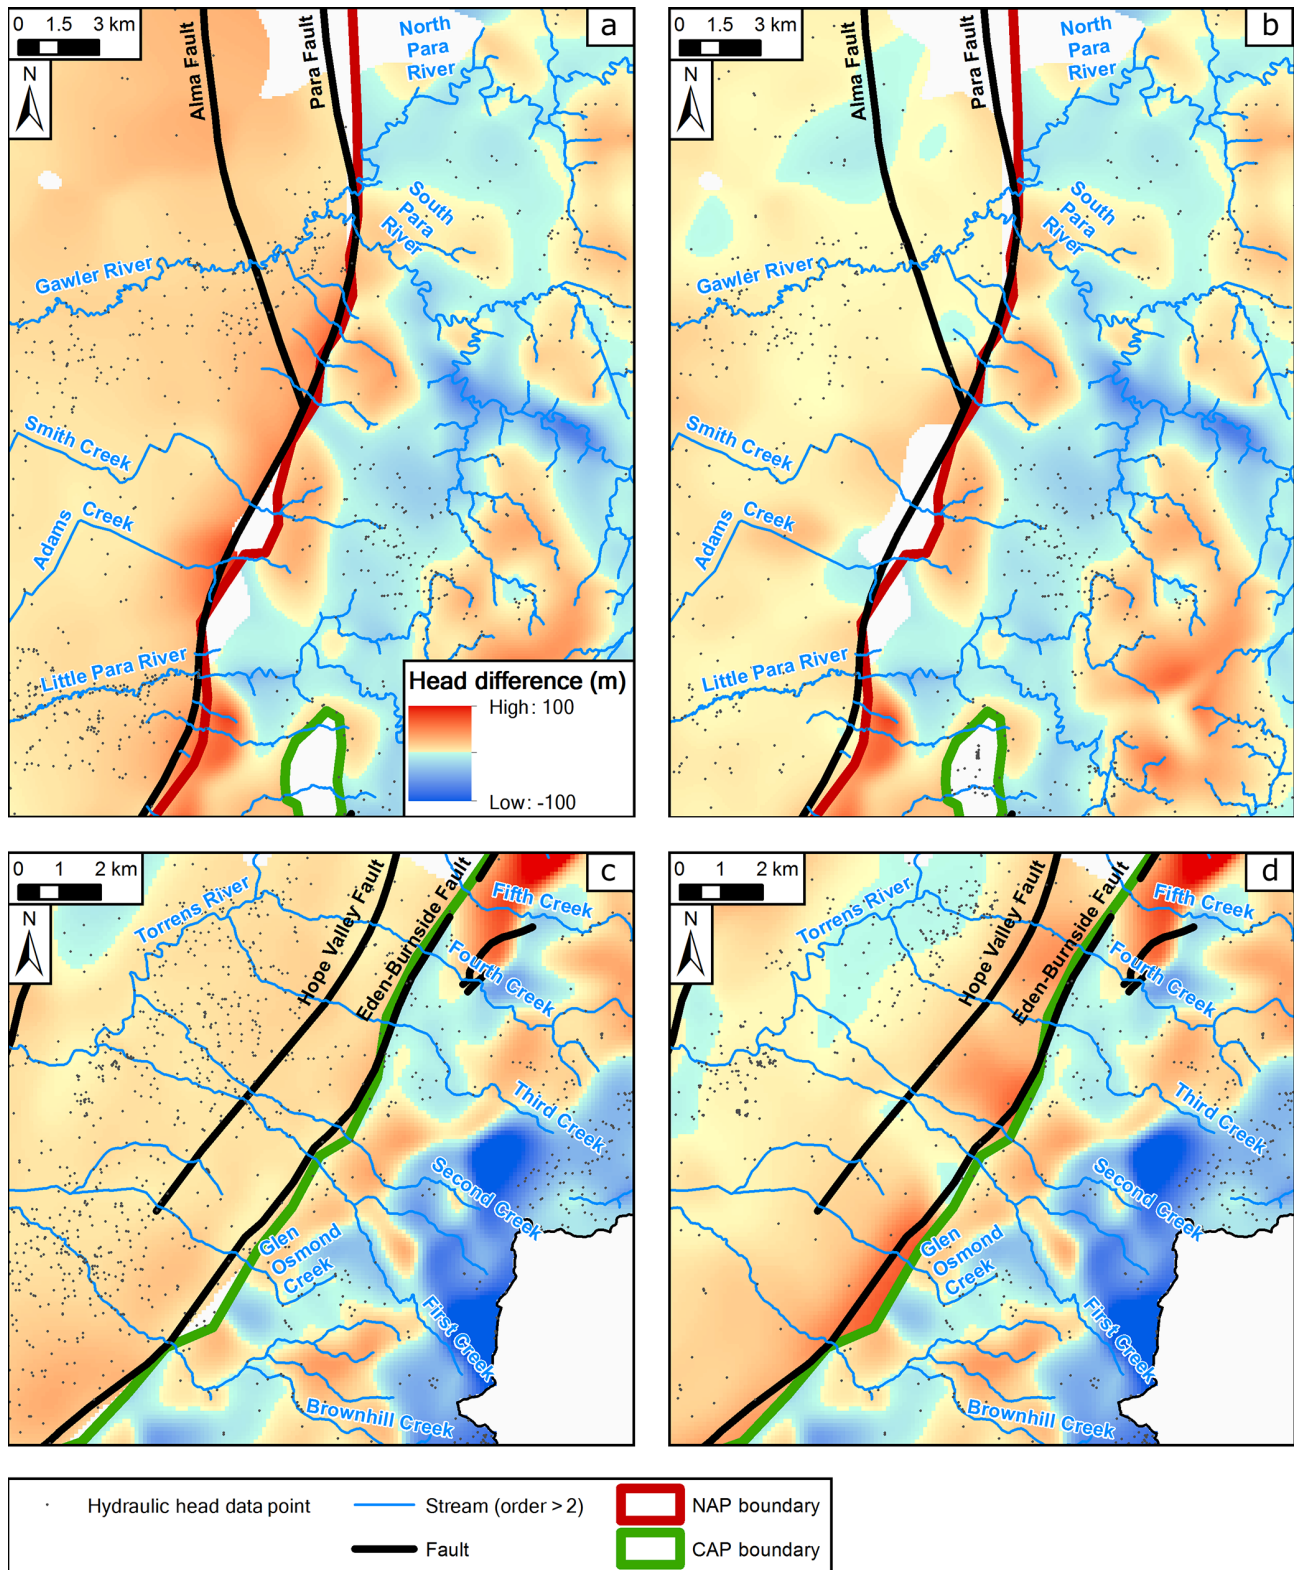 0 1.5 3 km
N
a
Alma Fault
Para Fault
North
Para
River
South
Para
River
Gawler River
Smith Creek
Adams Creek
Little Para River
Head difference (m)
High: 100
Low: -100
0 1.5 3 km
N
b
Alma Fault
Para Fault
North
Para
River
South
Para
River
Gawler River
Smith Creek
Adams Creek
Little Para River
0 1 2 km
N
c
Torrens River
Hope Valley Fault
Eden-Burnside Fault
Fifth Creek
Fourth Creek
Third Creek
Second Creek
Glen
Osmond
Creek
First Creek
Brownhill Creek
0 1 2 km
N
d
Torrens River
Hope Valley Fault
Eden-Burnside Fault
Fifth Creek
Fourth Creek
Third Creek
Second Creek
Glen
Osmond
Creek
First Creek
Brownhill Creek
Hydraulic head data point
Stream (order > 2)
NAP boundary
Fault
CAP boundary